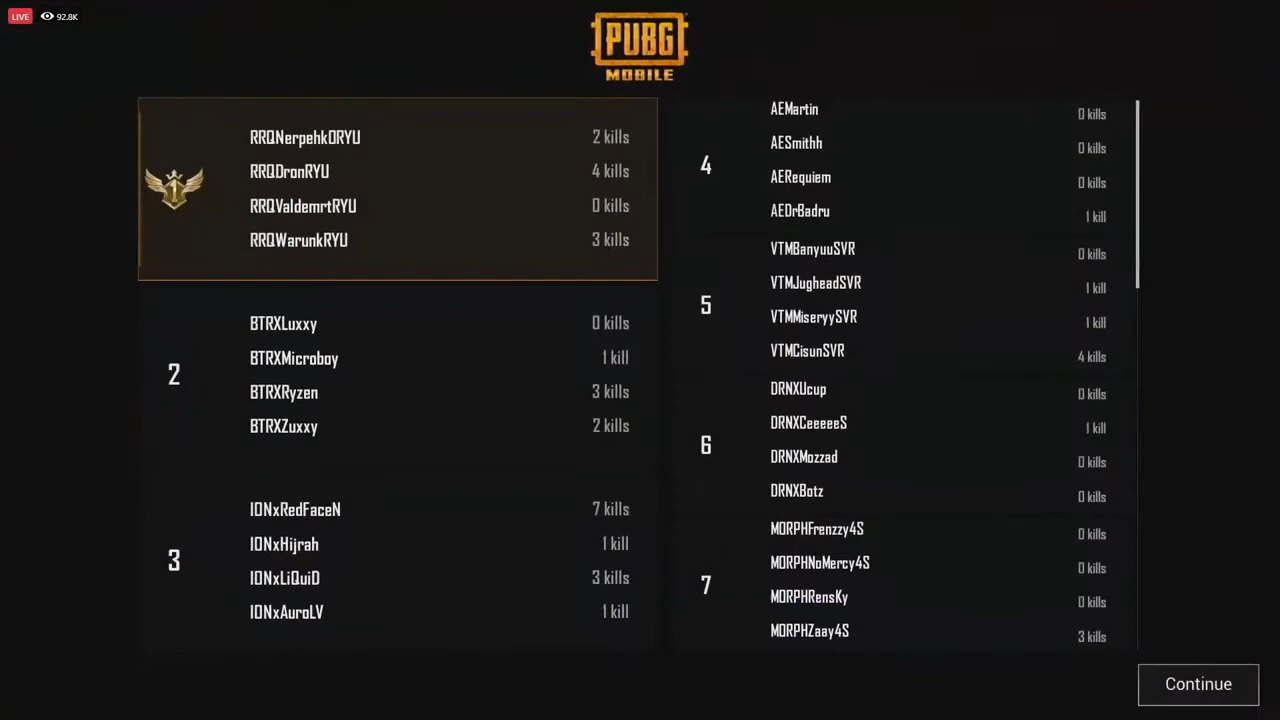 LIVE 92.8K
PUBG
MOBILE
1
RRQNerpehkORYU 2 kills
RRQDronRYU 4 kills
RRQValdemrtRYU 0 kills
RRQWarunkRYU 3 kills
2
BTRXLuxxy 0 kills
BTRXMicroboy 1 kill
BTRXRyzen 3 kills
BTRXZuxxy 2 kills
3
IONxRedFaceN 7 kills
IONxHijrah 1 kill
IONxLiQuiD 3 kills
IONxAuroLV 1 kill
4
AEMartin 0 kills
AESmithh 0 kills
AERequiem 0 kills
AEDrBadru 1 kill
5
VTMBanyuuSVR 0 kills
VTMJugheadSVR 1 kill
VTMMiseryySVR 1 kill
VTMCisunSVR 4 kills
6
DRNXUcup 0 kills
DRNXCeeeeeS 1 kill
DRNXMozzad 0 kills
DRNXBotz 0 kills
7
MORPHFrenzzy4S 0 kills
MORPHNoMercy4S 0 kills
MORPHRensKy 0 kills
MORPHZaay4S 3 kills
Continue